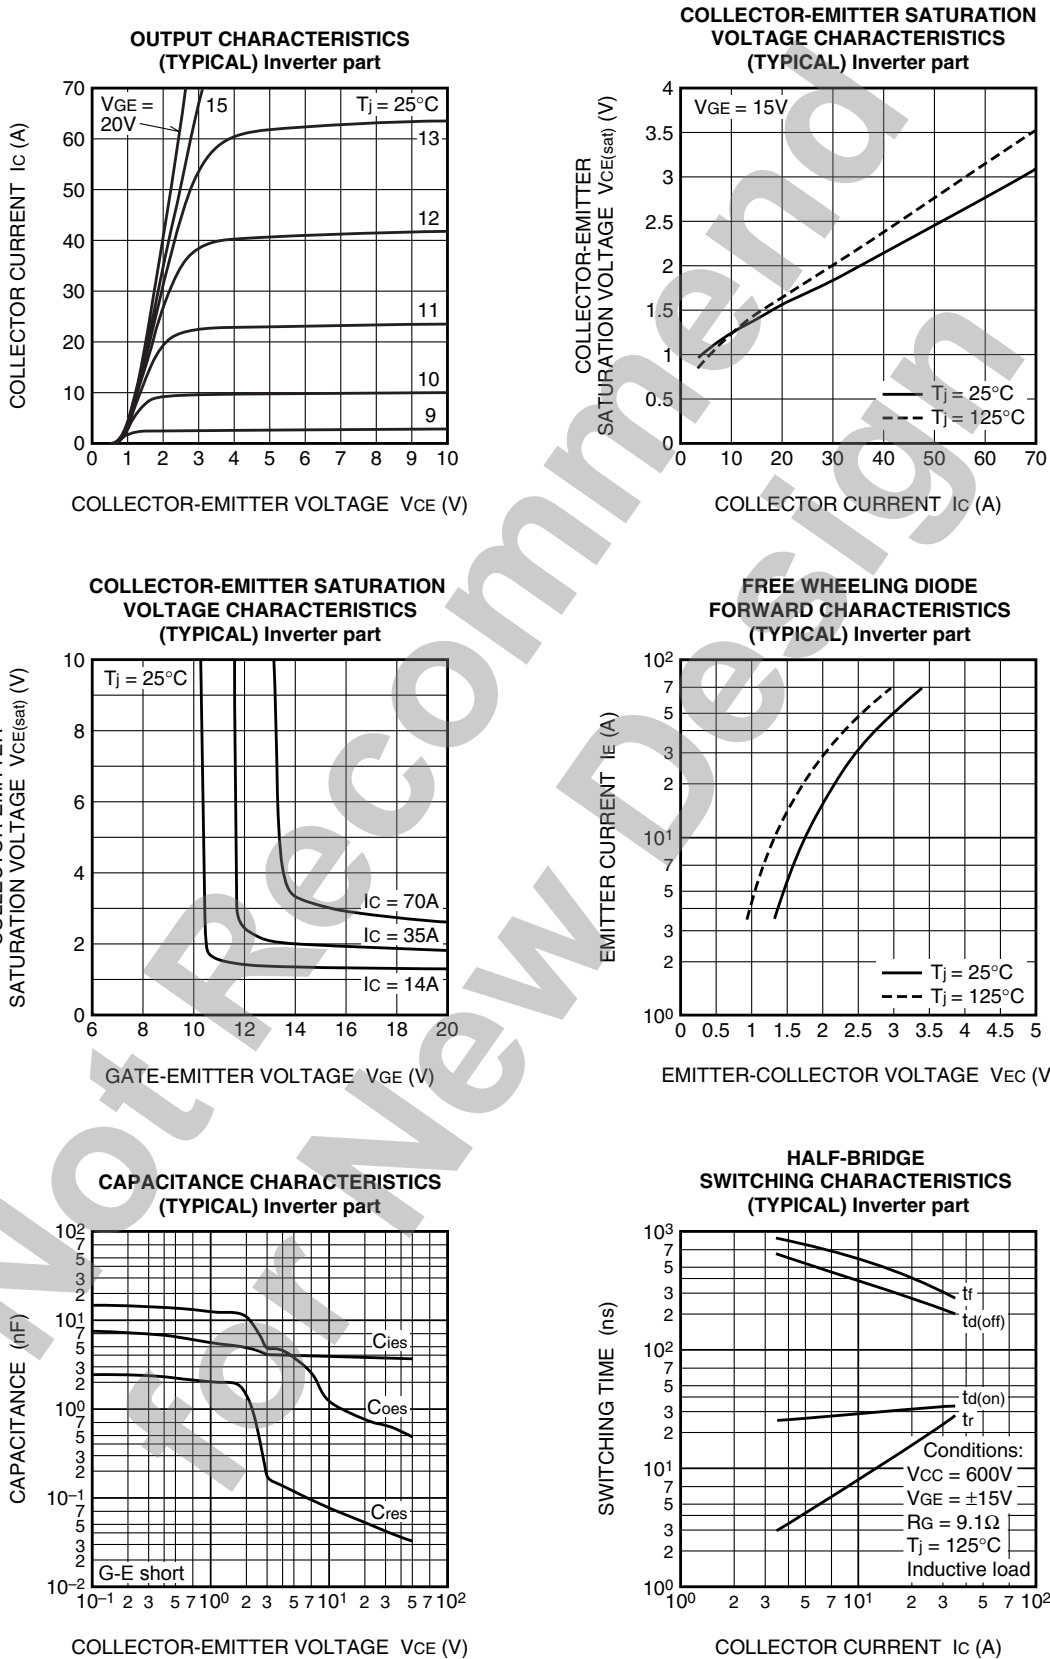 OUTPUT CHARACTERISTICS
(TYPICAL) Inverter part
COLLECTOR CURRENT IC (A)
70
60
50
40
30
20
10
0
VGE =
20V
15
Tj = 25°C
13
12
11
10
9
0 1 2 3 4 5 6 7 8 9 10
COLLECTOR-EMITTER VOLTAGE VCE (V)
COLLECTOR-EMITTER SATURATION
VOLTAGE CHARACTERISTICS
(TYPICAL) Inverter part
COLLECTOR-EMITTER
SATURATION VOLTAGE VCE(sat) (V)
4
3.5
3
2.5
2
1.5
1
0.5
0
VGE = 15V
Tj = 25°C
Tj = 125°C
0 10 20 30 40 50 60 70
COLLECTOR CURRENT IC (A)
COLLECTOR-EMITTER SATURATION
VOLTAGE CHARACTERISTICS
(TYPICAL) Inverter part
SATURATION VOLTAGE VCE(sat) (V)
10
8
6
4
2
0
Tj = 25°C
IC = 70A
IC = 35A
IC = 14A
6 8 10 12 14 16 18 20
GATE-EMITTER VOLTAGE VGE (V)
FREE WHEELING DIODE
FORWARD CHARACTERISTICS
(TYPICAL) Inverter part
EMITTER CURRENT IE (A)
10²
7
5
3
2
10¹
7
5
3
2
10⁰
Tj = 25°C
Tj = 125°C
0 0.5 1 1.5 2 2.5 3 3.5 4 4.5 5
EMITTER-COLLECTOR VOLTAGE VEC (V
CAPACITANCE CHARACTERISTICS
(TYPICAL) Inverter part
CAPACITANCE (nF)
10²
7
5
3
2
10¹
7
5
3
2
10⁰
7
5
3
2
10⁻¹
7
5
3
2
10⁻²
Cies
Coes
Cres
G-E short
10⁻¹ 2 3 5 7 10⁰ 2 3 5 7 10¹ 2 3 5 7 10²
COLLECTOR-EMITTER VOLTAGE VCE (V)
HALF-BRIDGE
SWITCHING CHARACTERISTICS
(TYPICAL) Inverter part
SWITCHING TIME (ns)
10³
7
5
3
2
10²
7
5
3
2
10¹
7
5
3
2
10⁰
tf
td(off)
td(on)
tr
Conditions:
VCC = 600V
VGE = ±15V
RG = 9.1Ω
Tj = 125°C
Inductive load
10⁰ 2 3 5 7 10¹ 2 3 5 7 10²
COLLECTOR CURRENT IC (A)
Not Recommend
for New Design